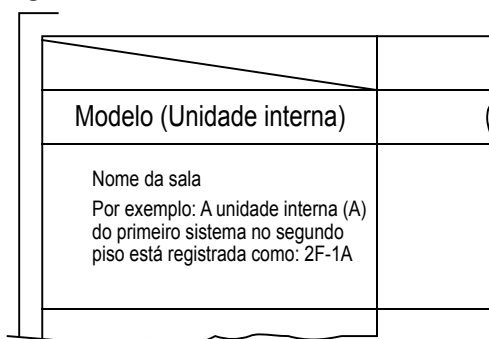 Modelo (Unidade interna)
(
Nome da sala
Por exemplo: A unidade interna (A)
do primeiro sistema no segundo
piso está registrada como: 2F-1A